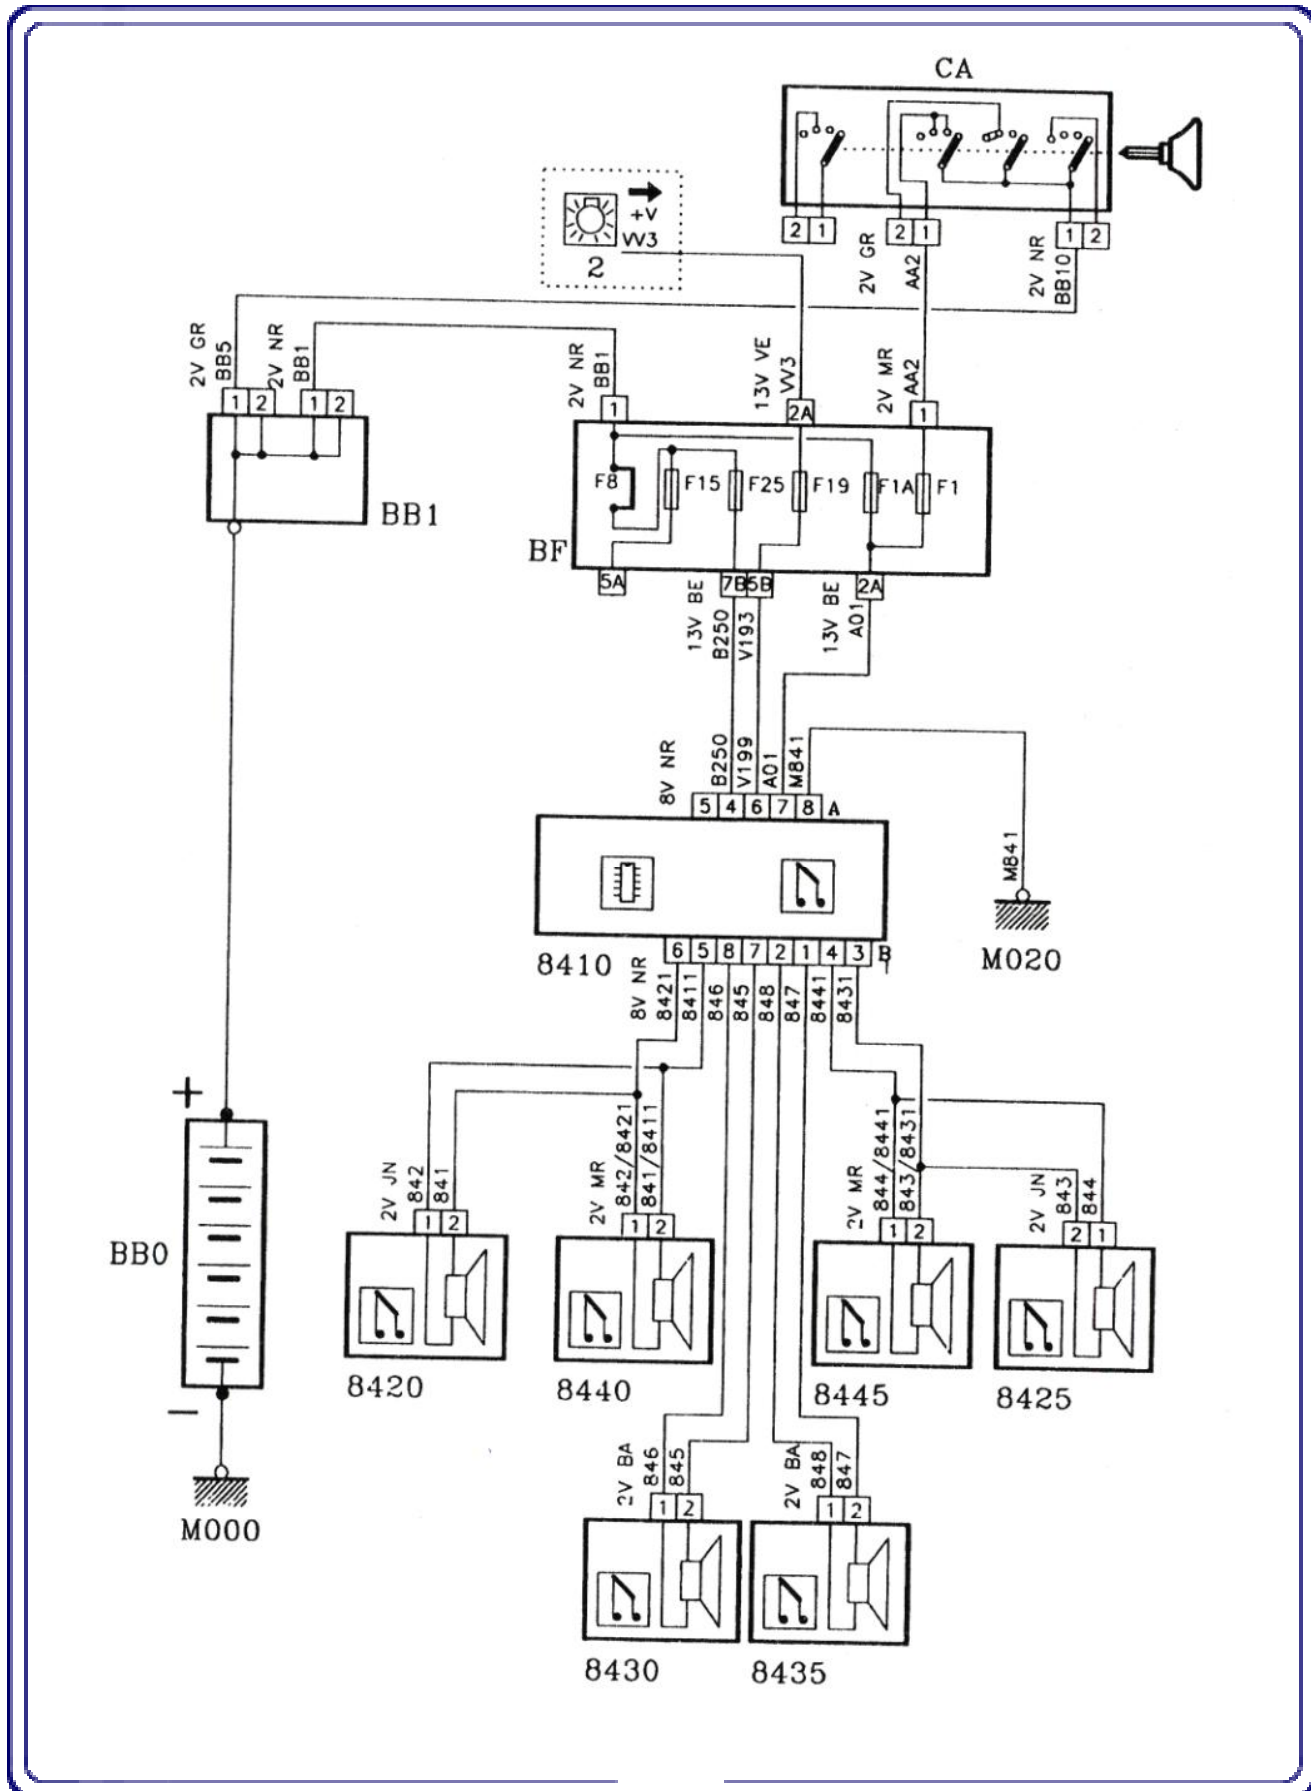 CA
+V
VV3
2
2 1
2 1
1 2
2V GR
AA2
2V NR
BB10
2V GR
BB5
2V NR
BB1
2V NR
BB1
13V VE
VV3
2V MR
AA2
1 2
1 2
1
2A
1
F8
F15
F25
F19
F1A
F1
BB1
BF
5A
7B
5B
2A
13V BE
B250
V193
13V BE
A01
8V NR
B250
V199
A01
M841
5 4 6 7 8 A
M841
8410
6 5 8 7 2 1 4 3 B
M020
8V NR
8421
8411
846
845
848
847
8441
8431
+
2V JN
842
841
2V MR
842/8421
841/8411
2V MR
844/8441
843/8431
2V JN
843
844
1 2
1 2
1 2
2 1
BB0
8420
8440
8445
8425
–
2V BA
846
845
2V BA
848
847
1 2
1 2
M000
8430
8435